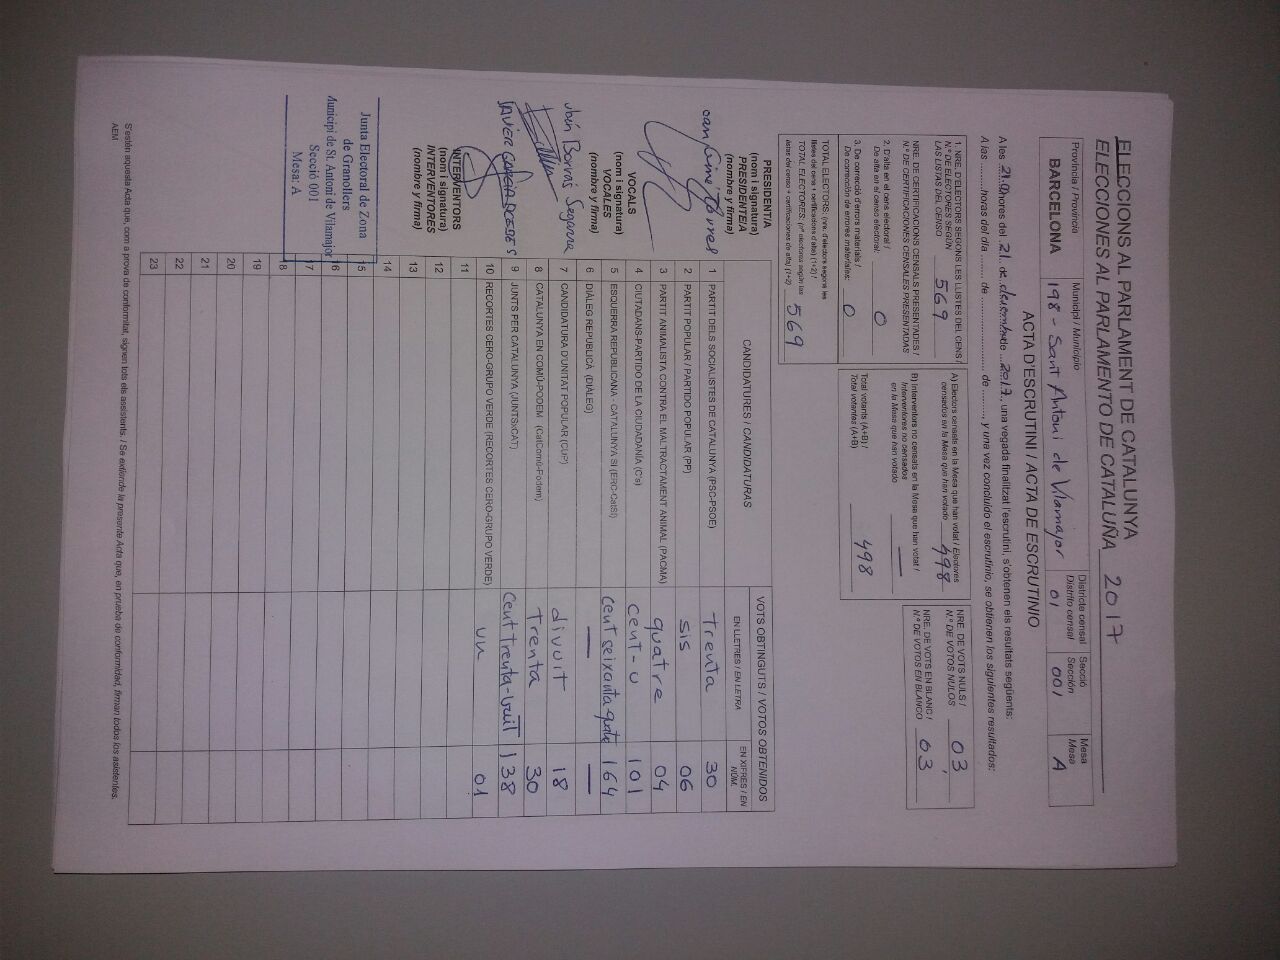 ELECCIONS AL PARLAMENT DE CATALUNYA
ELECCIONES AL PARLAMENTO DE CATALUÑA 2017
Província / Provincia
BARCELONA
Municipi / Municipio
198 - Sant Antoni de Vilamajor
Districte censal
Distrito censal
01
Secció
Sección
001
Mesa
Mesa
A
ACTA D'ESCRUTINI / ACTA DE ESCRUTINIO
A les 21:00 hores del 21 de desembre de 2017, una vegada finalitzat l'escrutini, s'obtenen els resultats següents:
A las ......... horas del día ......... de .................. de ........., y una vez concluido el escrutinio, se obtienen los siguientes resultados:
1. NRE. D'ELECTORS SEGONS LES LLISTES DEL CENS /
N.º DE ELECTORES SEGÚN
LAS LISTAS DEL CENSO 569
NRE. DE CERTIFICACIONS CENSALS PRESENTADES /
N.º DE CERTIFICACIONES CENSALES PRESENTADAS
2. D'alta en el cens electoral /
De alta en el censo electoral: 0
3. De correcció d'errors materials /
De corrección de errores materiales: 0
TOTAL ELECTORS: (nre. d'electors segons les
llistes del cens + certificacions d'alta) (1+2) /
TOTAL ELECTORES: (nº electores según las
listas del censo + certificaciones de alta) (1+2) 569
A) Electors censats en la Mesa que han votat / Electores
censados en la Mesa que han votado 498
B) Interventors no censats en la Mesa que han votat /
Interventores no censados
en la Mesa que han votado —
Total votants (A+B) /
Total votantes (A+B) 498
NRE. DE VOTS NULS /
N.º DE VOTOS NULOS 03
NRE. DE VOTS EN BLANC /
N.º DE VOTOS EN BLANCO 03
CANDIDATURES / CANDIDATURAS
VOTS OBTINGUTS / VOTOS OBTENIDOS
EN LLETRES / EN LETRA
EN XIFRES / EN NÚM.
1 PARTIT DELS SOCIALISTES DE CATALUNYA (PSC-PSOE) Trenta 30
2 PARTIT POPULAR / PARTIDO POPULAR (PP) sis 06
3 PARTIT ANIMALISTA CONTRA EL MALTRACTAMENT ANIMAL (PACMA) quatre 04
4 CIUTADANS-PARTIDO DE LA CIUDADANÍA (C's) cent-u 101
5 ESQUERRA REPUBLICANA - CATALUNYA SÍ (ERC-CatSí) cent seixanta quatre 164
6 DIÀLEG REPUBLICÀ (DIÀLEG) — —
7 CANDIDATURA D'UNITAT POPULAR (CUP) divuit 18
8 CATALUNYA EN COMÚ-PODEM (CatComú-Podem) Trenta 30
9 JUNTS PER CATALUNYA (JUNTSxCAT) Cent trenta-vuit 138
10 RECORTES CERO-GRUPO VERDE (RECORTES CERO-GRUPO VERDE) un 01
11
12
13
14
15
16
17
18
19
20
21
22
23
PRESIDENT/A
(nom i signatura)
PRESIDENTE/A
(nombre y firma)
VOCALS
(nom i signatura)
VOCALES
(nombre y firma)
Borràs Segarra
JAVIER GARCÍA
INTERVENTORS
(nom i signatura)
INTERVENTORES
(nombre y firma)
Junta Electoral de Zona
de Granollers
Municipi de St. Antoni de Vilamajor
Secció 001
Mesa: A
S'estén aquesta Acta que, com a prova de conformitat, signen tots els assistents. / Se extiende la presente Acta que, en prueba de conformidad, firman todos los asistentes.
AEM